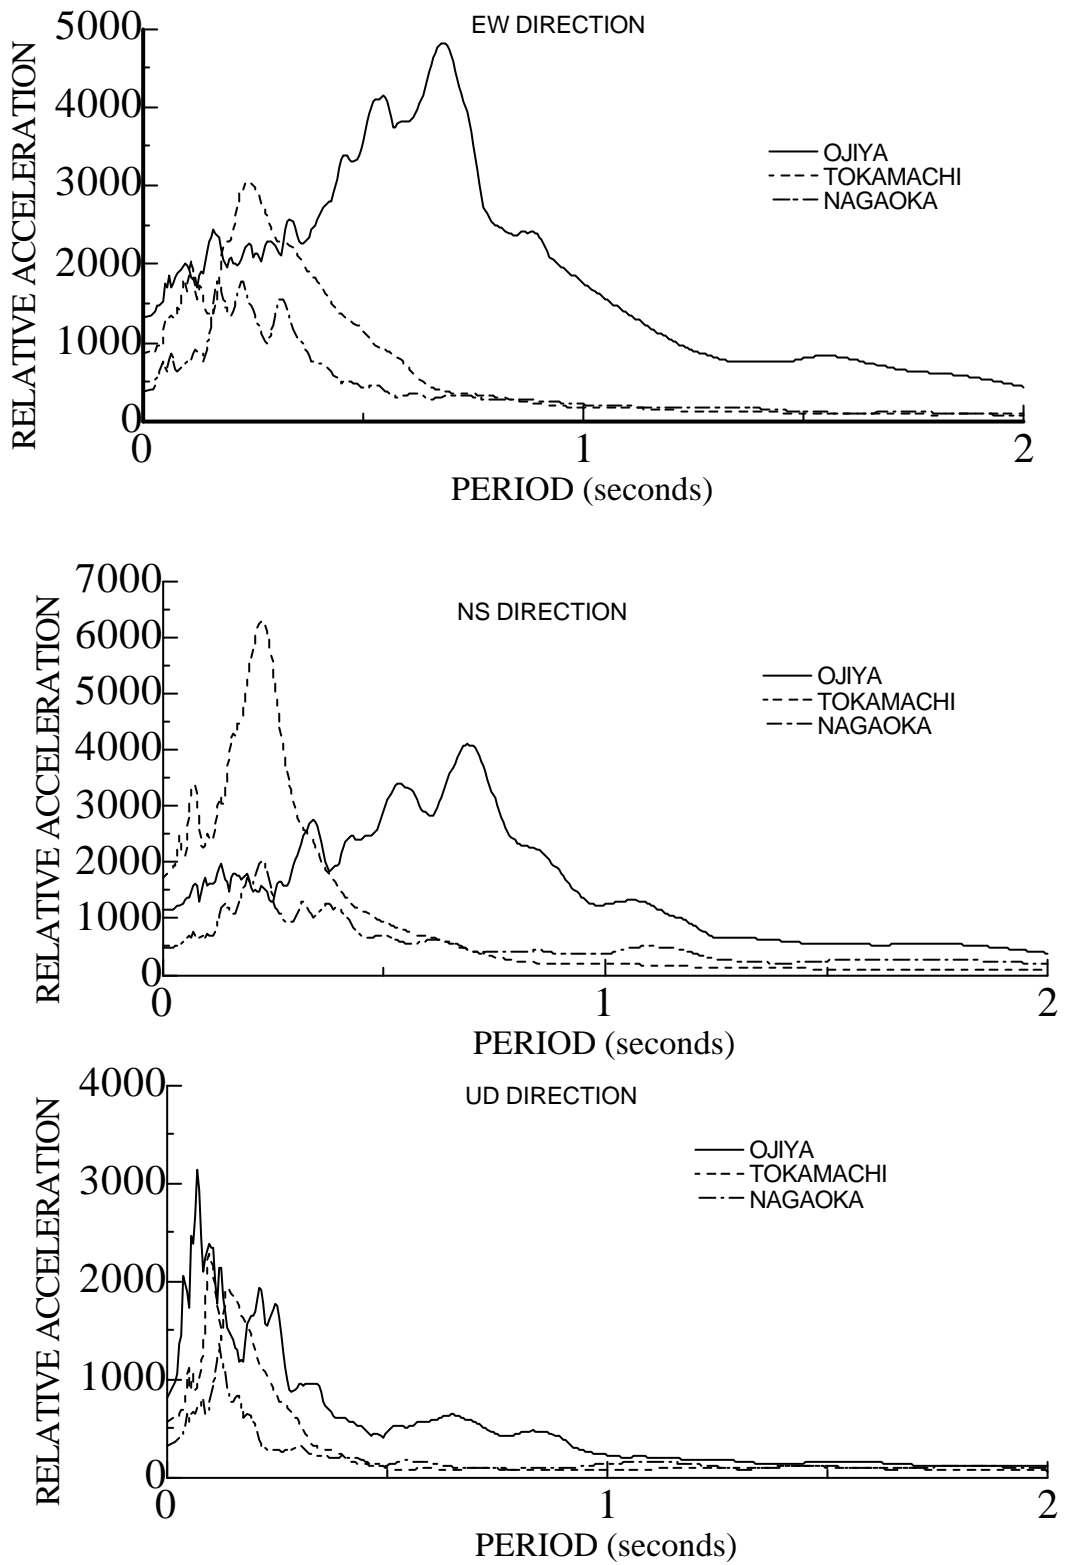 EW DIRECTION
RELATIVE ACCELERATION
5000
4000
3000
2000
1000
0
OJIYA
TOKAMACHI
NAGAOKA
0 1 2
PERIOD (seconds)
NS DIRECTION
RELATIVE ACCELERATION
7000
6000
5000
4000
3000
2000
1000
0
OJIYA
TOKAMACHI
NAGAOKA
0 1 2
PERIOD (seconds)
UD DIRECTION
RELATIVE ACCELERATION
4000
3000
2000
1000
0
OJIYA
TOKAMACHI
NAGAOKA
0 1 2
PERIOD (seconds)